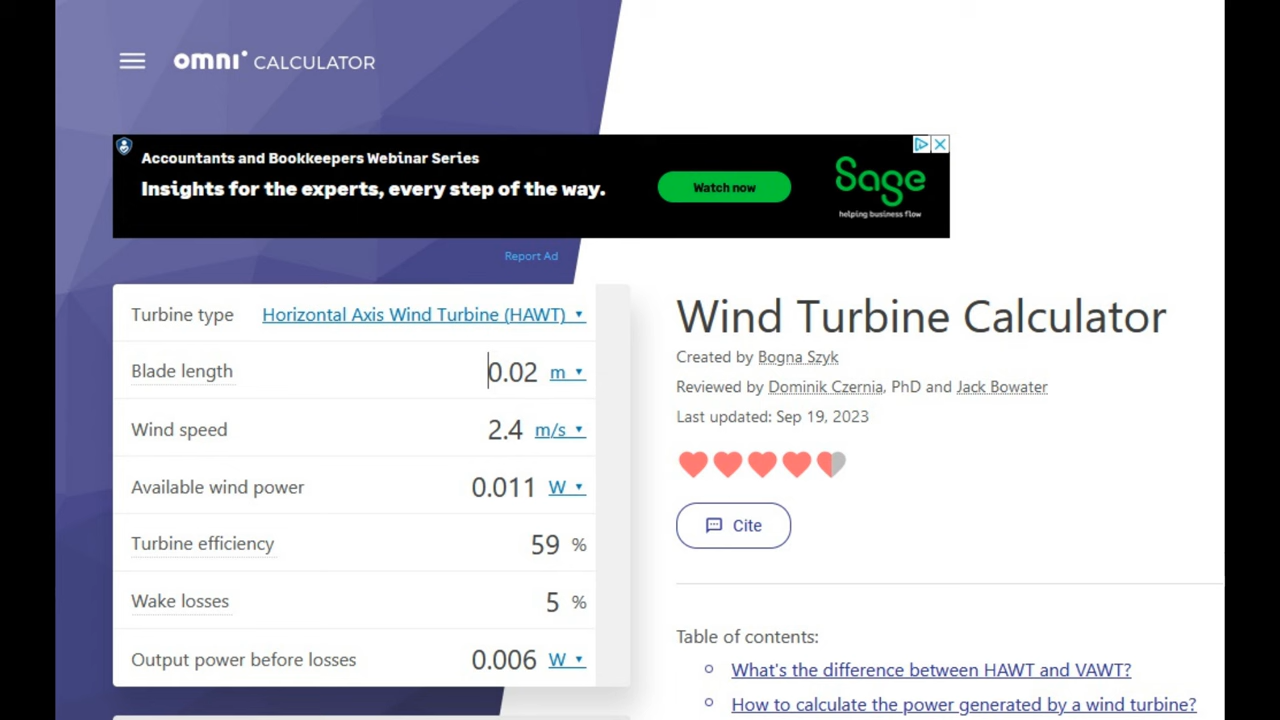 omni CALCULATOR
Accountants and Bookkeepers Webinar Series
Insights for the experts, every step of the way.
Watch now
Sage
helping business flow
Report Ad
Turbine type Horizontal Axis Wind Turbine (HAWT)
Blade length 0.02 m
Wind speed 2.4 m/s
Available wind power 0.011 W
Turbine efficiency 59 %
Wake losses 5 %
Output power before losses 0.006 W
Wind Turbine Calculator
Created by Bogna Szyk
Reviewed by Dominik Czernia, PhD and Jack Bowater
Last updated: Sep 19, 2023
Cite
Table of contents:
What's the difference between HAWT and VAWT?
How to calculate the power generated by a wind turbine?